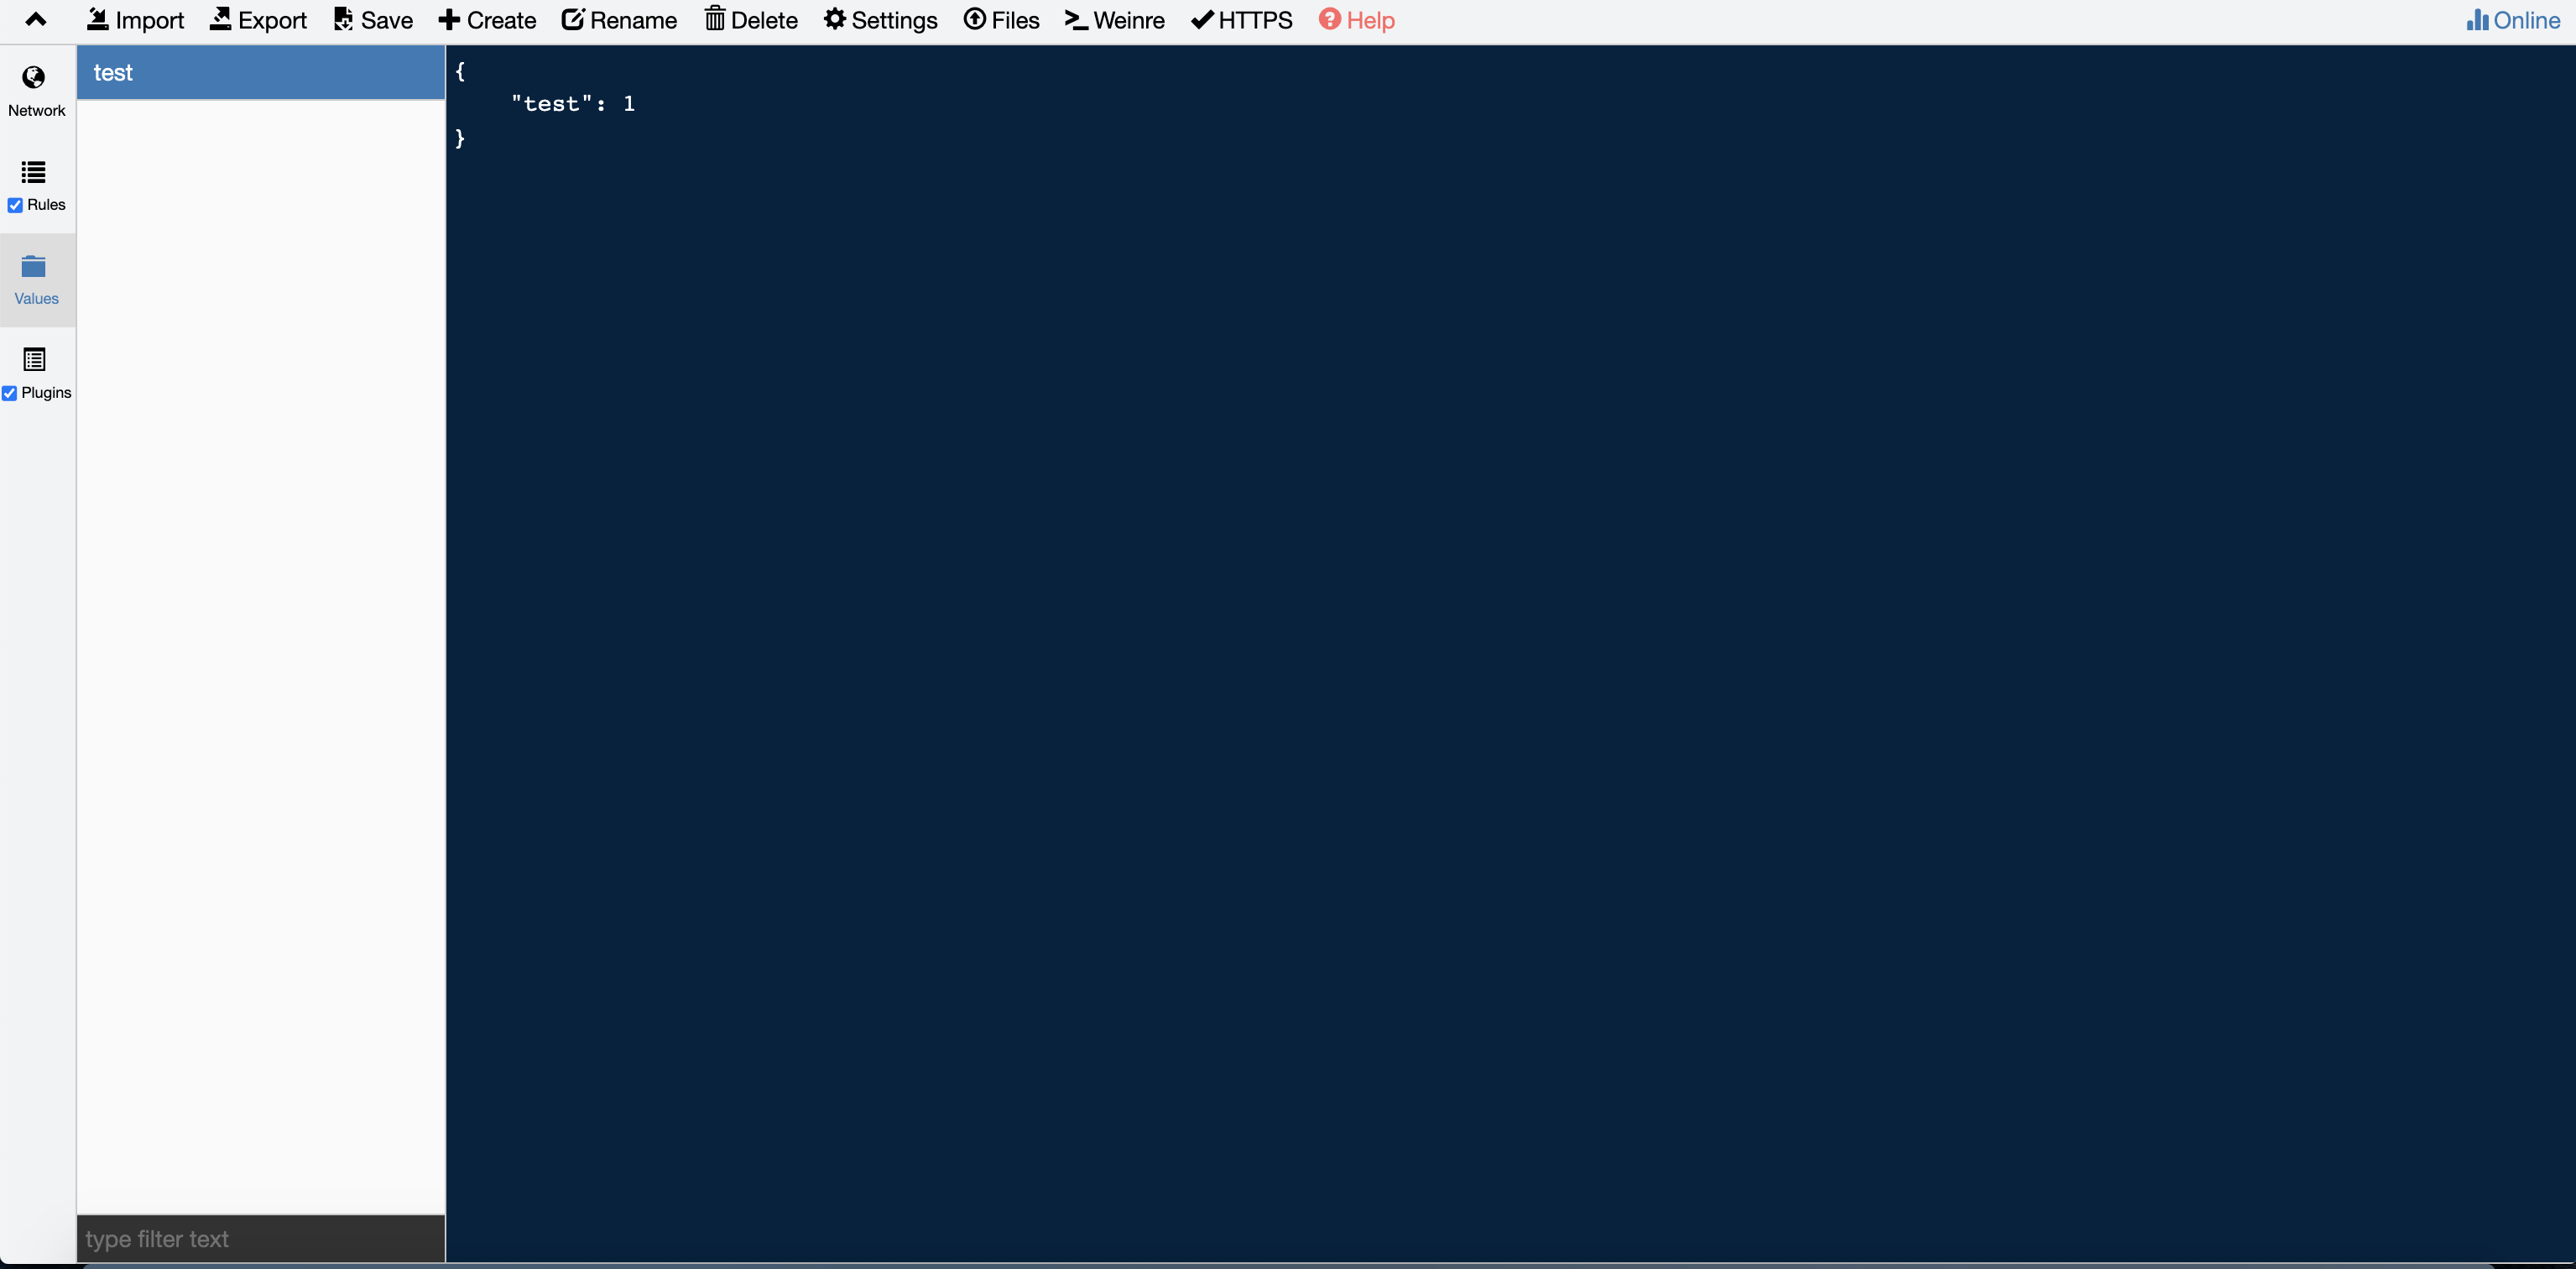 Import Export Save Create Rename Delete Settings Files Weinre HTTPS Help Online
Network
Rules
Values
Plugins
test
type filter text
{
    "test": 1
}